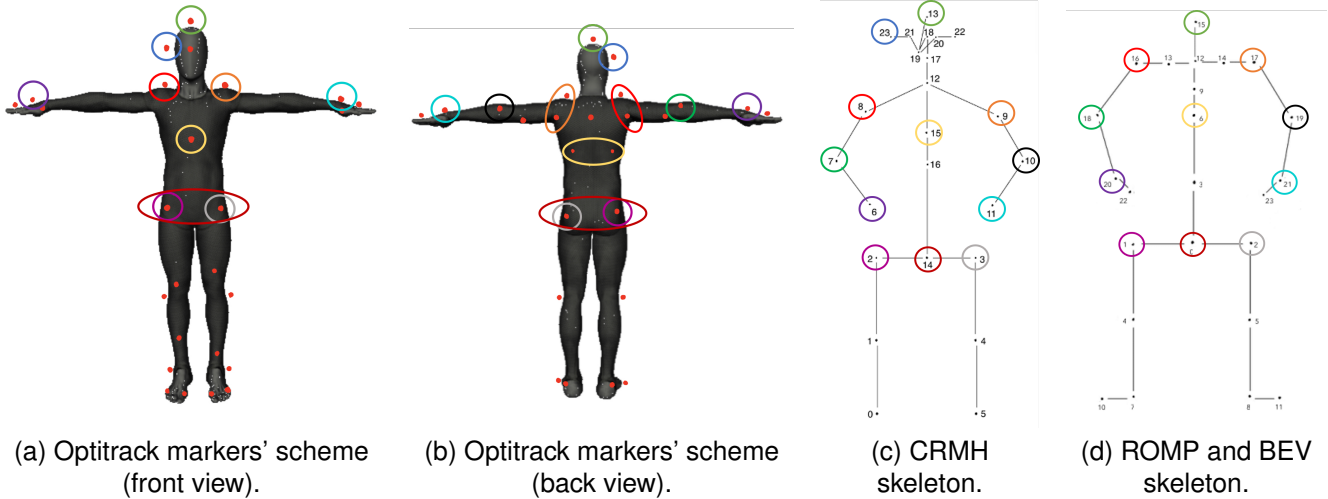 13
23 21 18 22
20
19 17
12
8
9
15
7 10
16
6 11
2 14 3
1 4
0 5
15
16 13 12 14 17
9
6
18 19
20 21
22 23
3
1 0 2
4 5
10 7 8 11
(a) Optitrack markers' scheme
(front view).
(b) Optitrack markers' scheme
(back view).
(c) CRMH
skeleton.
(d) ROMP and BEV
skeleton.